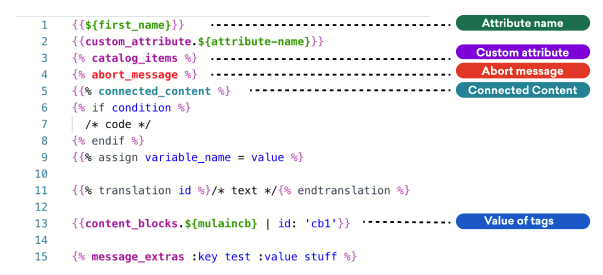 1 {{${first_name}}} Attribute name
2 {{custom_attribute.${attribute-name}}}
3 {% catalog_items %} Custom attribute
4 {% abort_message %} Abort message
5 {{% connected_content %} Connected Content
6 {% if condition %}
7 /* code */
8 {% endif %}
9 {{% assign variable_name = value %}
10
11 {{% translation id %}/* text */{% endtranslation %}
12
13 {{content_blocks.${mulaincb} | id: 'cb1'}} Value of tags
14
15 {% message_extras :key test :value stuff %}